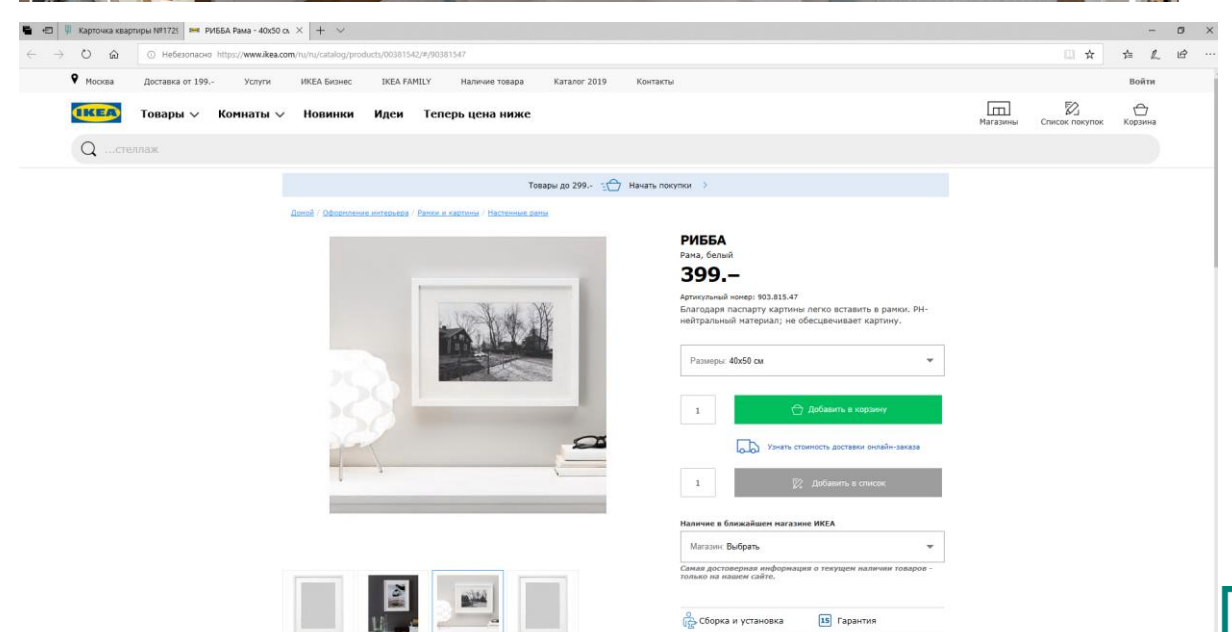 Карточка квартиры №1725
РИББА Рама - 40x50 см
Небезопасно https://www.ikea.com/ru/ru/catalog/products/00381542/#/90381547
Москва Доставка от 199.- Услуги ИКЕА Бизнес IKEA FAMILY Наличие товара Каталог 2019 Контакты Войти
IKEA Товары Комнаты Новинки Идеи Теперь цена ниже Магазины Список покупок Корзина
...стеллаж
Товары до 299.- Начать покупки >
Домой / Оформление интерьера / Рамки и картины / Настенные рамы
РИББА
Рама, белый
399.–
Артикульный номер: 903.815.47
Благодаря паспарту картины легко вставить в рамки. PH-
нейтральный материал; не обесцвечивает картину.
Размеры: 40x50 см
1 Добавить в корзину
Узнать стоимость доставки онлайн-заказа
1 Добавить в список
Наличие в ближайшем магазине ИКЕА
Магазин: Выбрать
Самая достоверная информация о текущем наличии товаров -
только на нашем сайте.
Сборка и установка 15 Гарантия